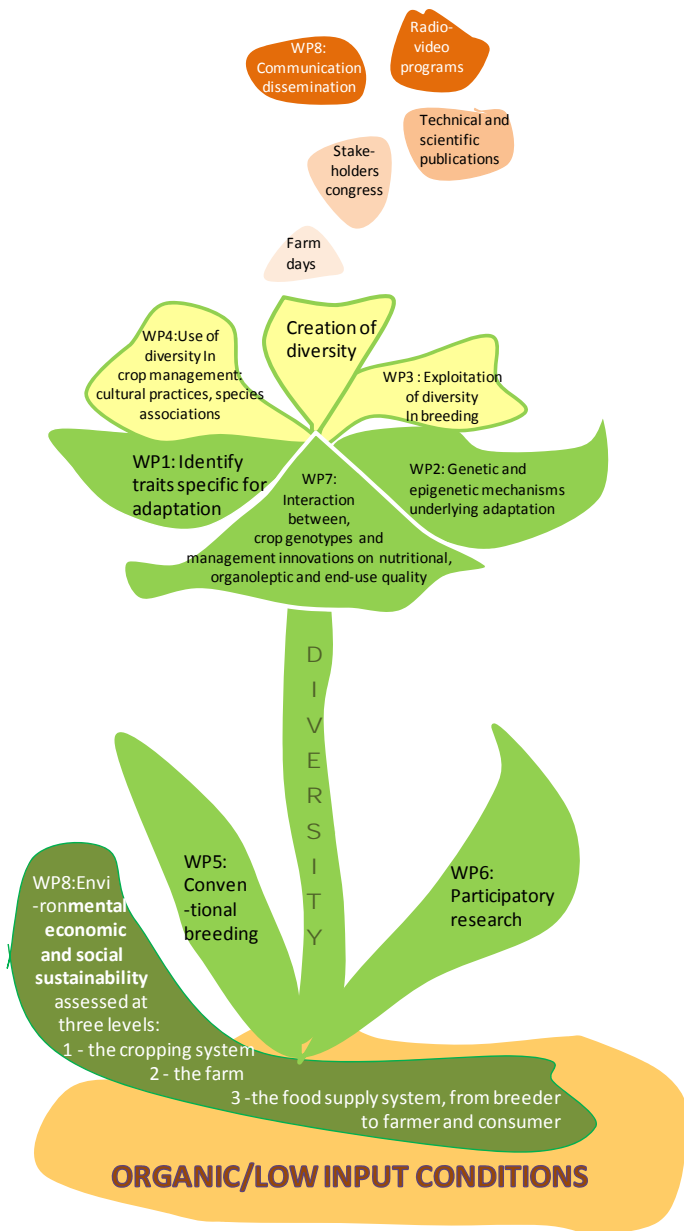 Radio-
video
programs
WP8:
Communication
dissemination
Technical and
scientific
publications
Stake-
holders
congress
Farm
days
Creation of
diversity
WP4:Use of
diversity In
crop management:
cultural practices, species
associations
WP3 : Exploitation
of diversity
In breeding
WP1: Identify
traits specific for
adaptation
WP2: Genetic and
epigenetic mechanisms
underlying adaptation
WP7:
Interaction
between,
crop genotypes and
management innovations on nutritional,
organoleptic and end-use quality
D
I
V
E
R
S
I
T
Y
WP5:
Conven
-tional
breeding
WP6:
Participatory
research
WP8:Envi
-ronmental
economic
and social
sustainability
assessed at
three levels:
1 - the cropping system
2 - the farm
3 -the food supply system, from breeder
to farmer and consumer
ORGANIC/LOW INPUT CONDITIONS